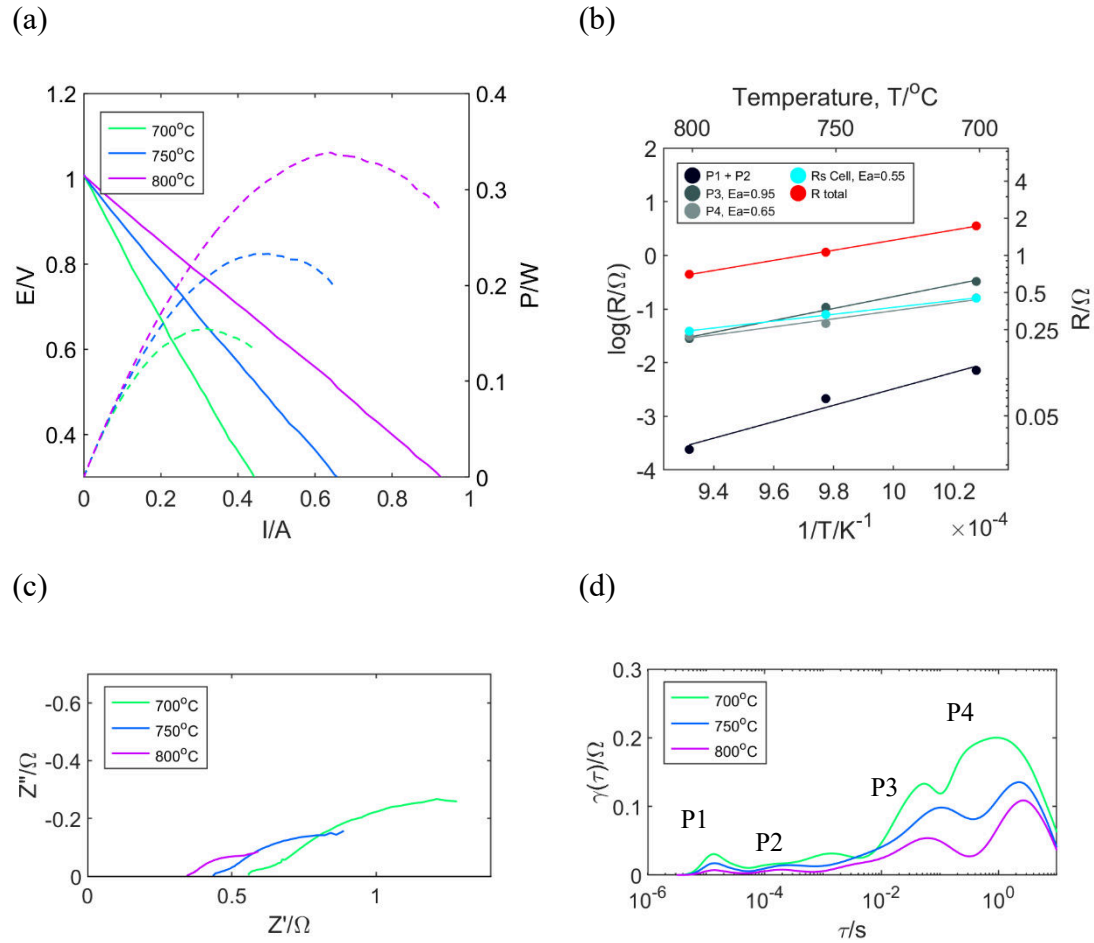 (a)
1.2
1
0.8
0.6
0.4
E/V
0.4
0.3
0.2
0.1
0
P/W
0
0.2
0.4
0.6
0.8
1
I/A
700°C
750°C
800°C
(b)
Temperature, T/°C
800
750
700
2
1
0
-1
-2
-3
-4
log(R/Ω)
4
2
1
0.5
0.25
0.05
R/Ω
P1 + P2
P3, Ea=0.95
P4, Ea=0.65
Rs Cell, Ea=0.55
R total
9.4
9.6
9.8
10
10.2
×10⁻⁴
1/T/K⁻¹
(c)
-0.6
-0.4
-0.2
0
Z"/Ω
0
0.5
1
Z'/Ω
700°C
750°C
800°C
(d)
0.3
0.2
0.1
0
γ(τ)/Ω
700°C
750°C
800°C
P1
P2
P3
P4
10⁻⁶
10⁻⁴
10⁻²
10⁰
τ/s